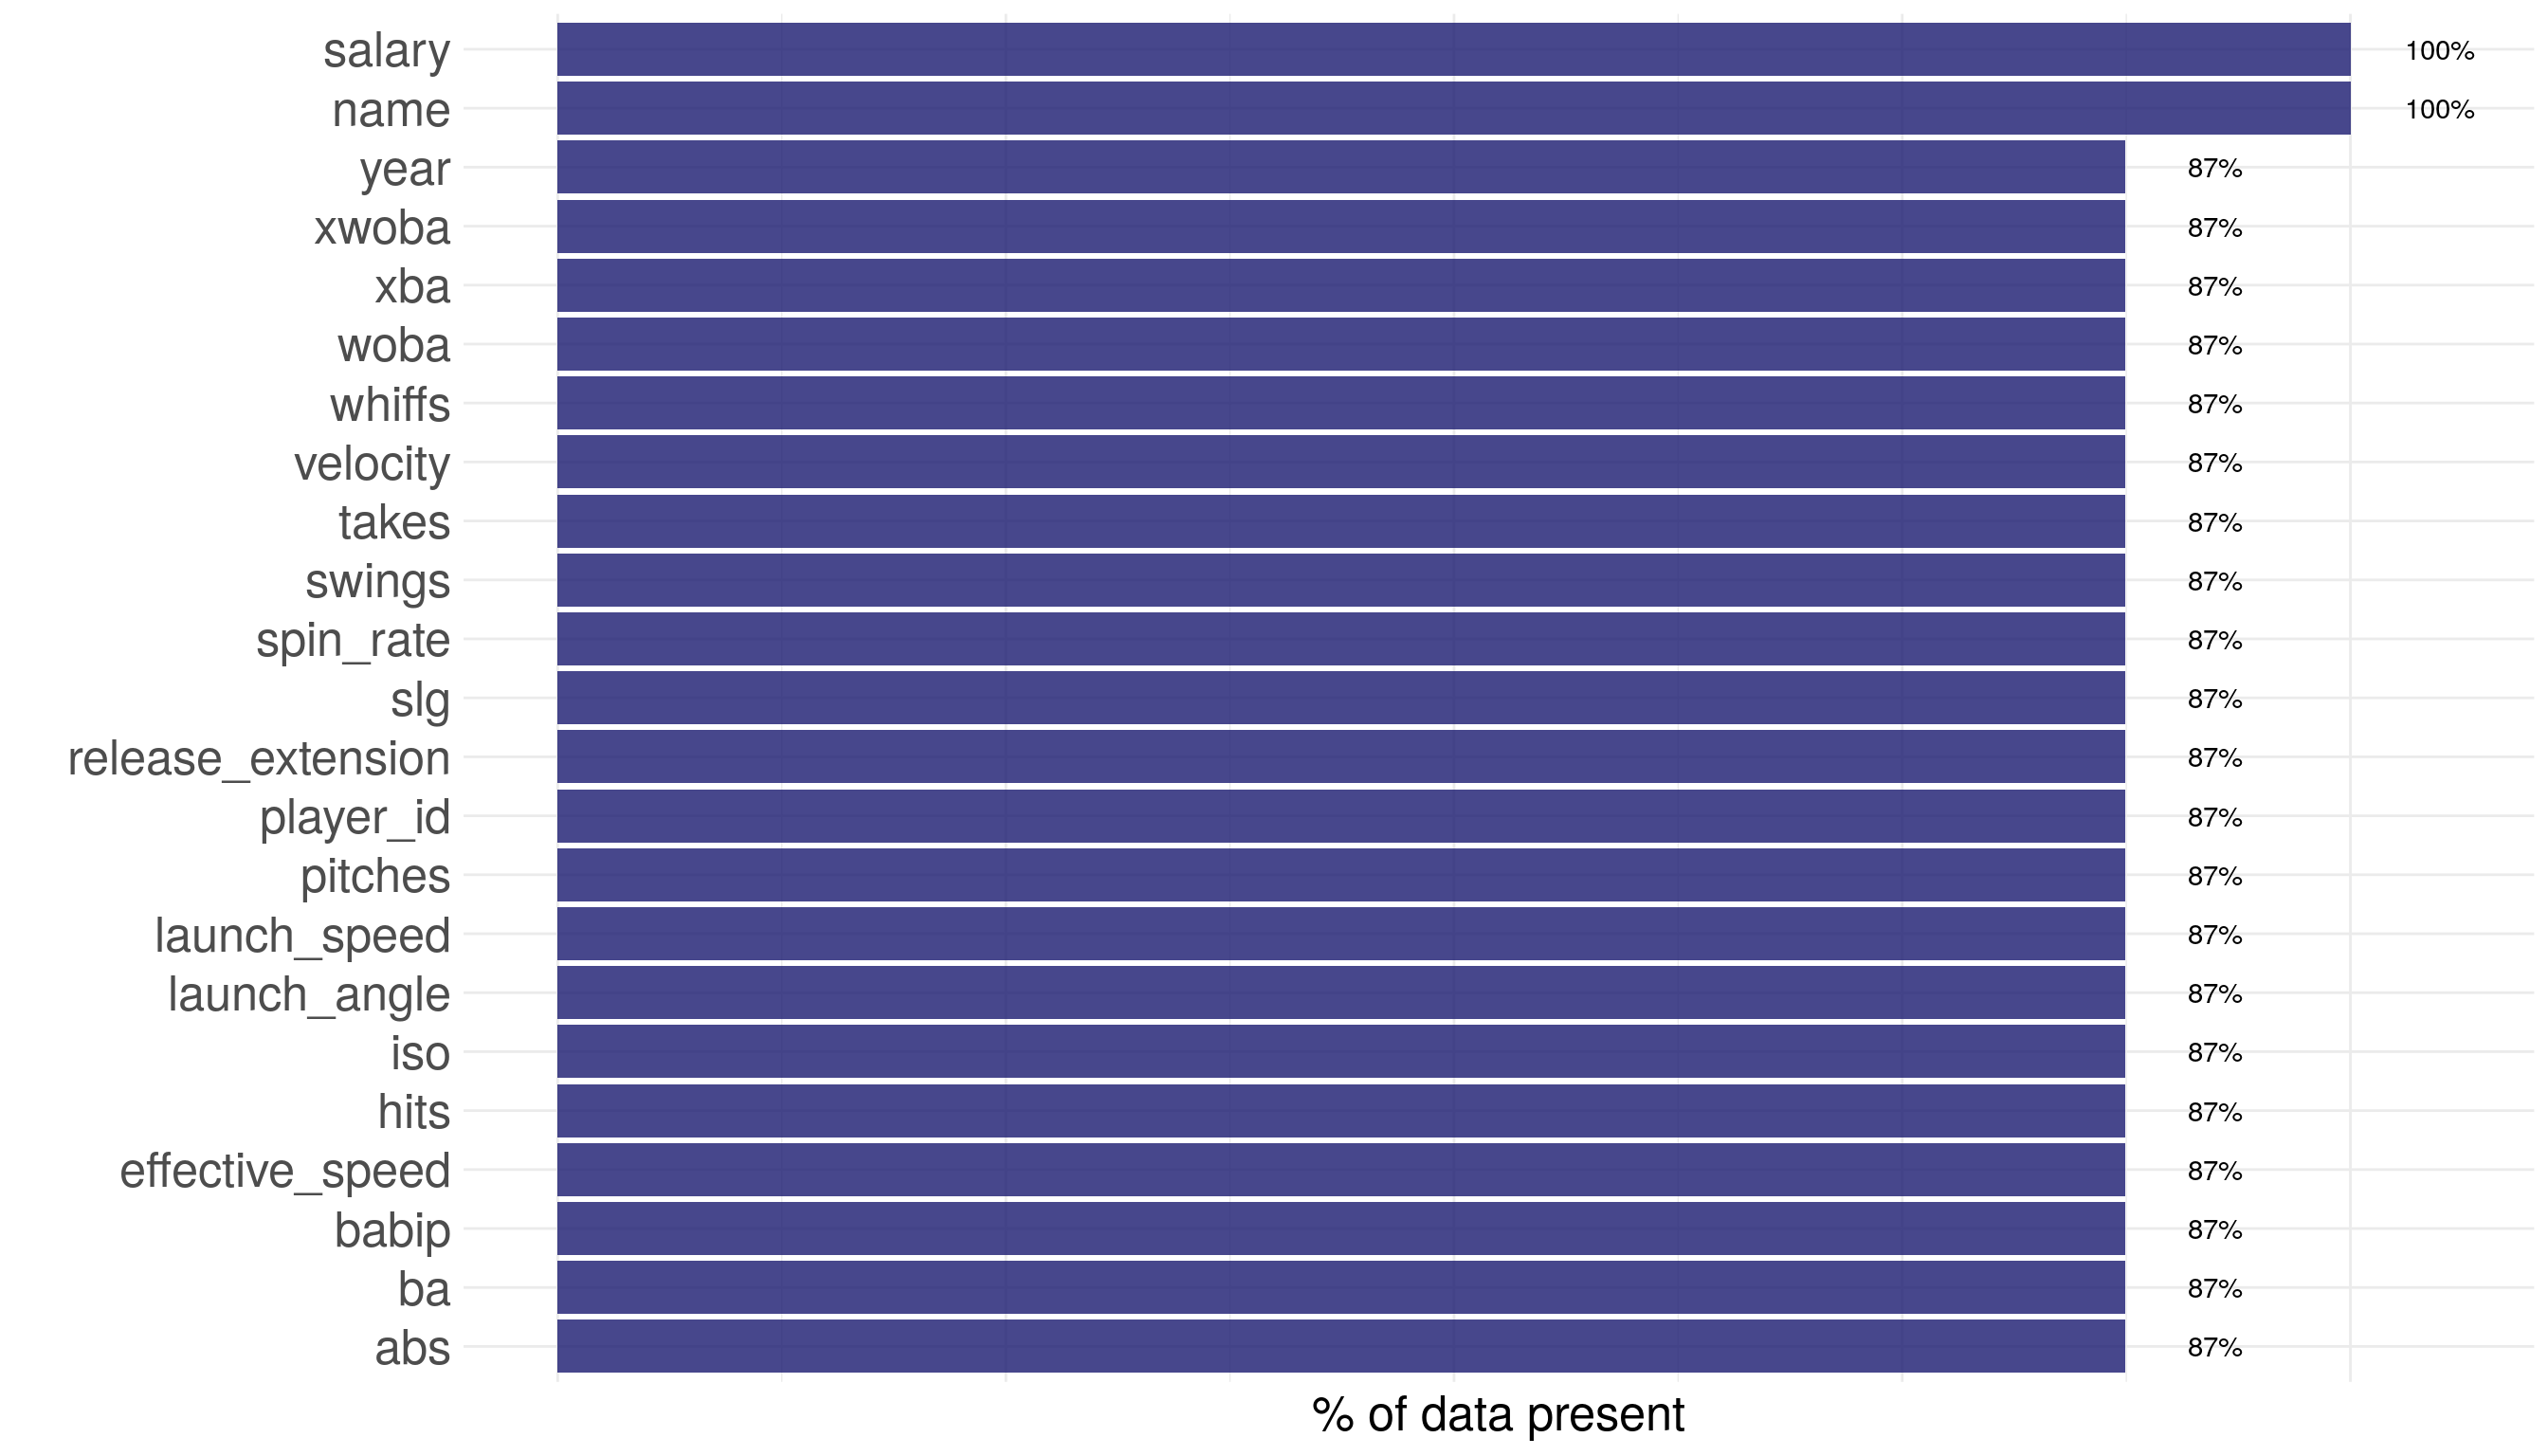 salary 100%
name 100%
year 87%
xwoba 87%
xba 87%
woba 87%
whiffs 87%
velocity 87%
takes 87%
swings 87%
spin_rate 87%
slg 87%
release_extension 87%
player_id 87%
pitches 87%
launch_speed 87%
launch_angle 87%
iso 87%
hits 87%
effective_speed 87%
babip 87%
ba 87%
abs 87%
% of data present